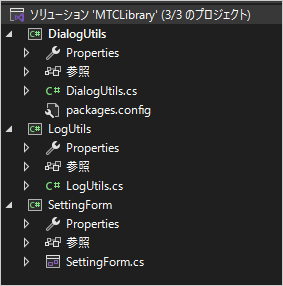 ソリューション 'MTCLibrary' (3/3 のプロジェクト)
C# DialogUtils
Properties
参照
C# DialogUtils.cs
packages.config
C# LogUtils
Properties
参照
C# LogUtils.cs
C# SettingForm
Properties
参照
SettingForm.cs